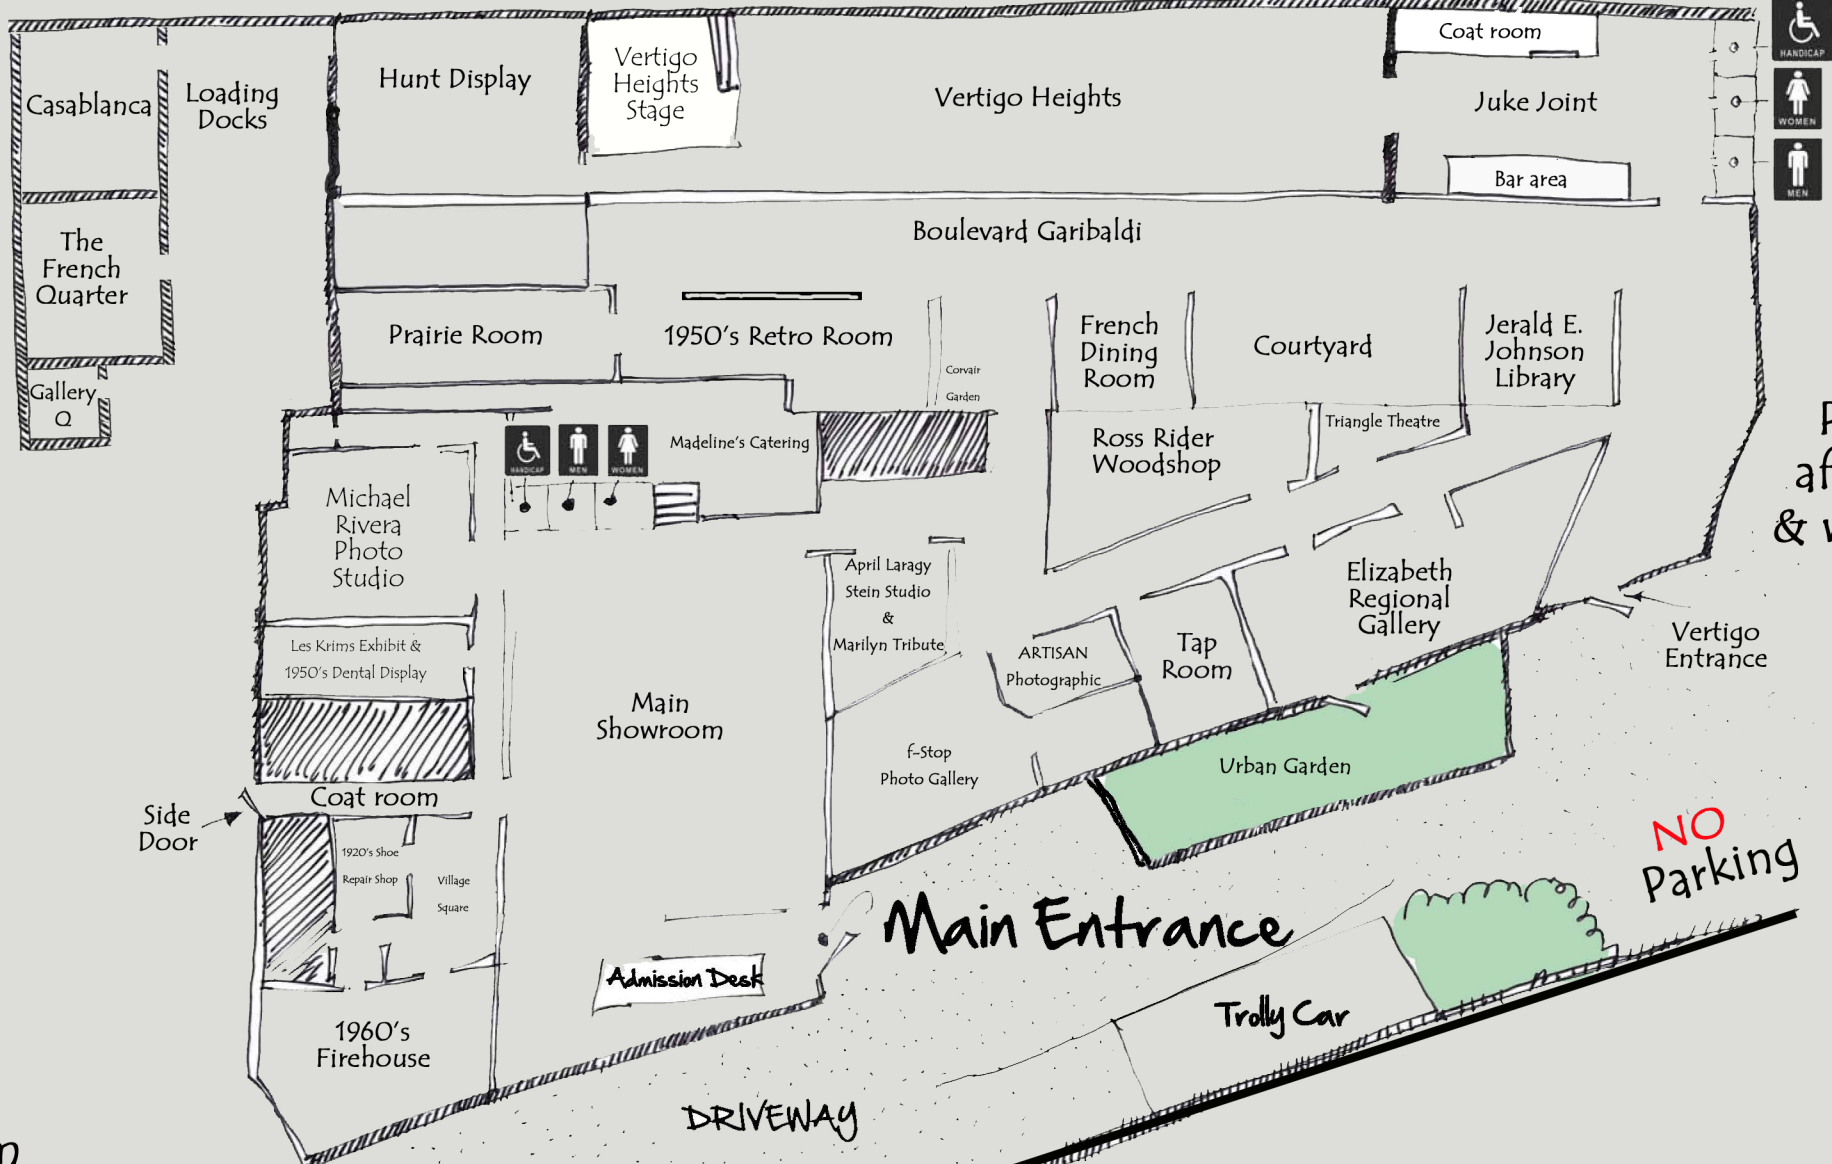 Casablanca
Loading
Docks
Hunt Display
Vertigo
Heights
Stage
Vertigo Heights
Coat room
Juke Joint
Bar area
HANDICAP
WOMEN
MEN
The
French
Quarter
Gallery
Q
Boulevard Garibaldi
Prairie Room
1950's Retro Room
Corvair
Garden
French
Dining
Room
Courtyard
Jerald E.
Johnson
Library
Triangle Theatre
Ross Rider
Woodshop
HANDICAP
MEN
WOMEN
Madeline's Catering
Michael
Rivera
Photo
Studio
Les Krims Exhibit &
1950's Dental Display
April Laragy
Stein Studio
&
Marilyn Tribute
Main
Showroom
ARTISAN
Photographic
Tap
Room
Elizabeth
Regional
Gallery
Vertigo
Entrance
f-Stop
Photo Gallery
Urban Garden
Side
Door
Coat room
1920's Shoe
Repair Shop
Village
Square
1960's
Firehouse
Admission Desk
Main Entrance
NO
Parking
Trolly Car
DRIVEWAY
&